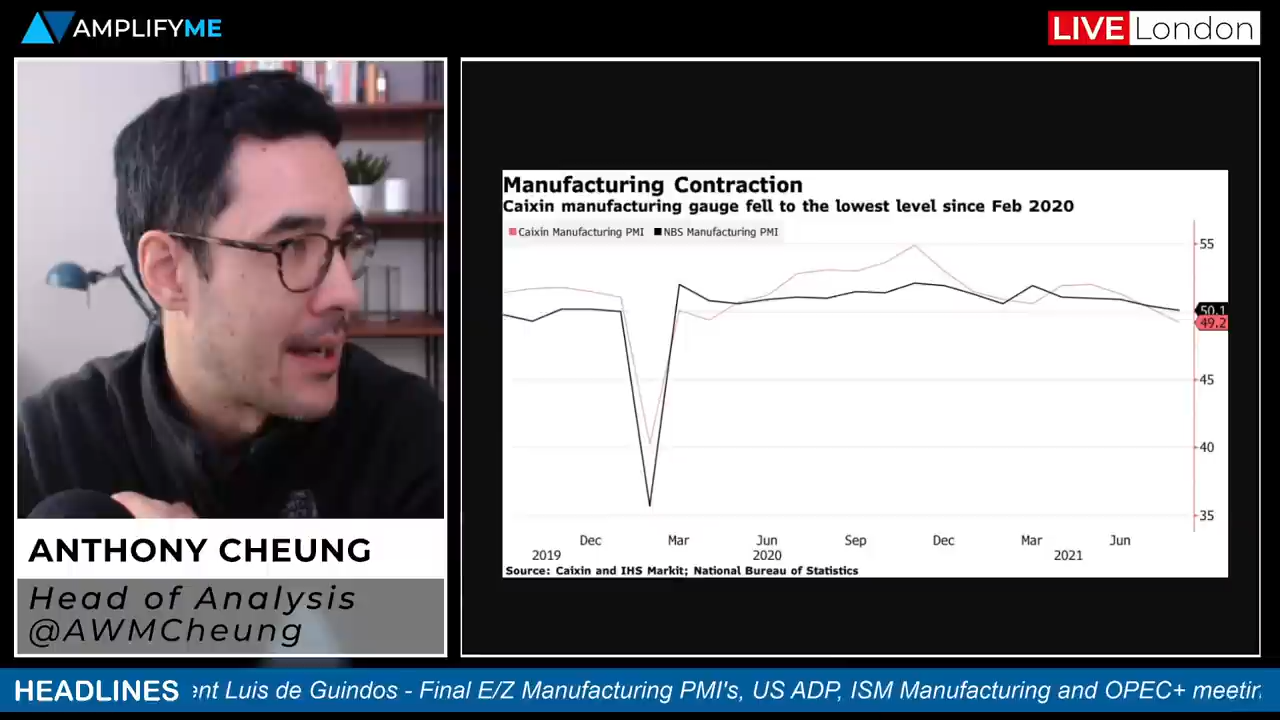 AMPLIFYME
LIVE London
Manufacturing Contraction
Caixin manufacturing gauge fell to the lowest level since Feb 2020
Caixin Manufacturing PMI NBS Manufacturing PMI
55
50.1
49.2
45
40
35
Dec Mar Jun Sep Dec Mar Jun
2019 2020 2021
Source: Caixin and IHS Markit; National Bureau of Statistics
ANTHONY CHEUNG
Head of Analysis
@AWMCheung
HEADLINES Luis de Guindos - Final E/Z Manufacturing PMI's, US ADP, ISM Manufacturing and OPEC+